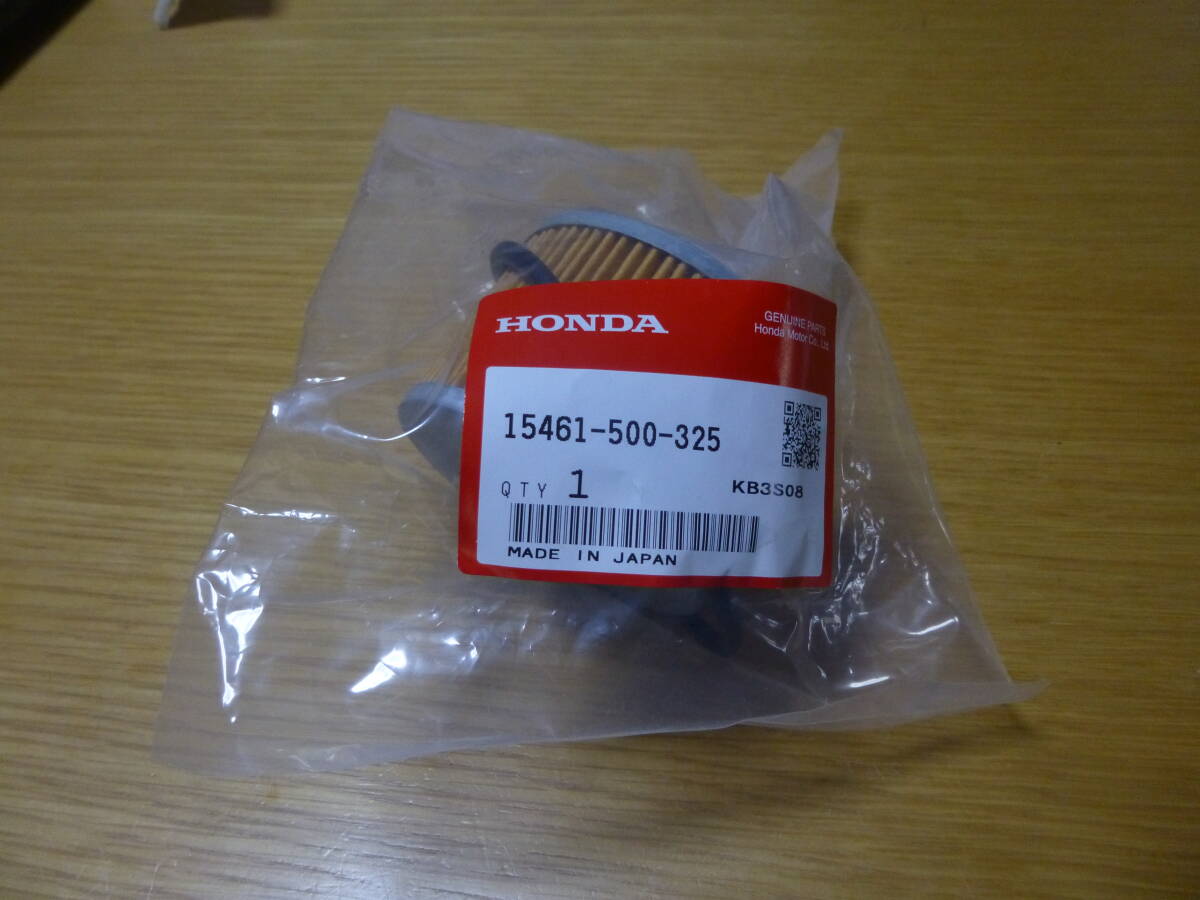 HONDA
GENUINE PARTS
Honda Motor Co., Ltd.
15461-500-325
QTY 1
KB3S08
MADE IN JAPAN